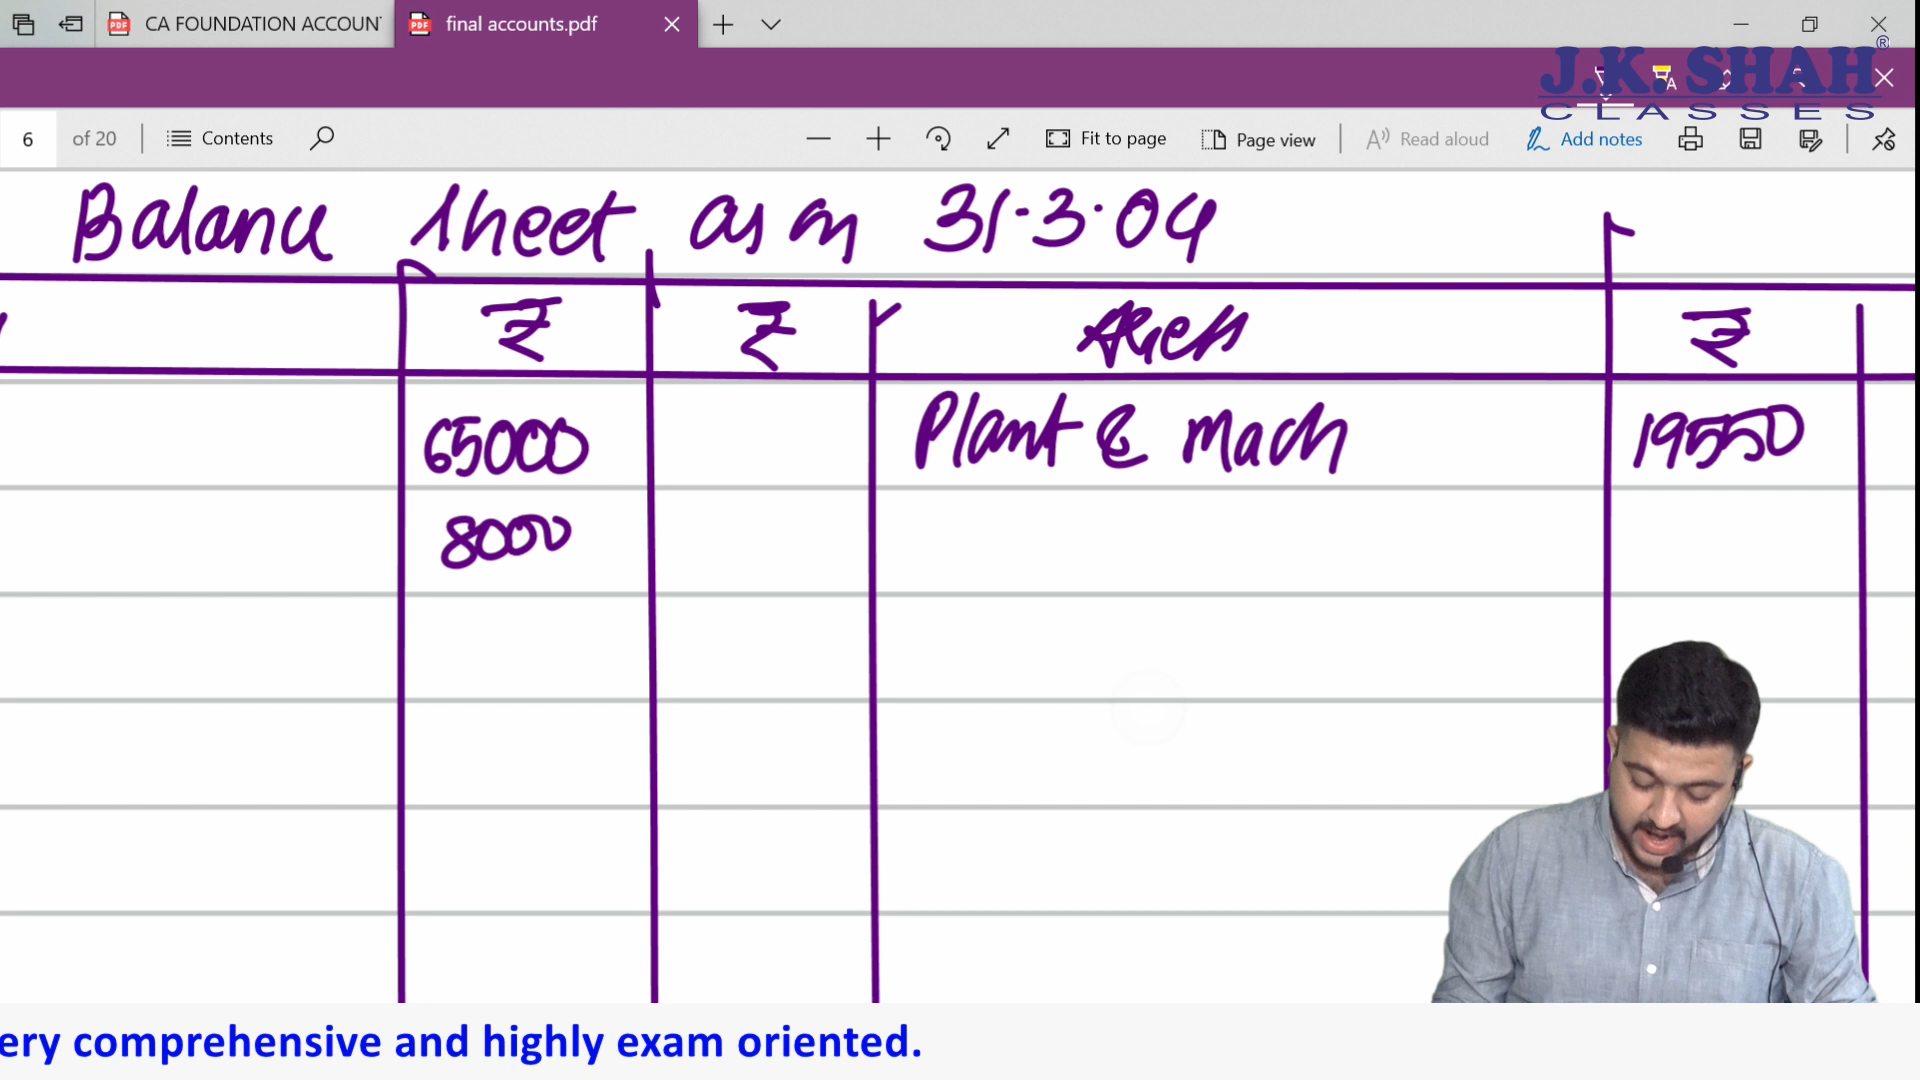 CA FOUNDATION ACCOUN
final accounts.pdf
J.K. SHAH®
CLASSES
6 of 20
Contents
Fit to page
Page view
Read aloud
Add notes
Balance Sheet as on 31-3-04
₹ ₹ Assets ₹
65000 Plant & Mach 19550
8000
ery comprehensive and highly exam oriented.